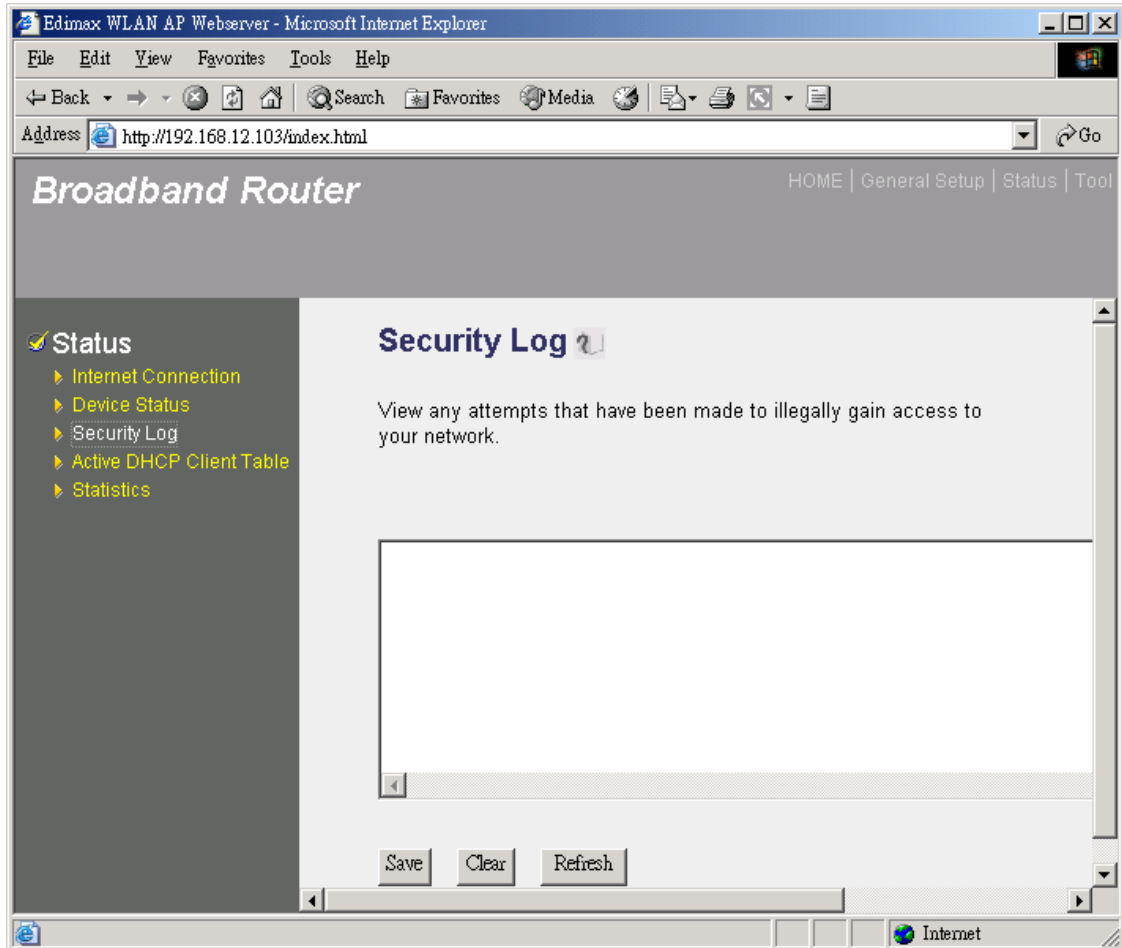 Edimax WLAN AP Webserver - Microsoft Internet Explorer
File Edit View Favorites Tools Help
Back Search Favorites Media
Address http://192.168.12.103/index.html Go
Broadband Router
HOME | General Setup | Status | Tool
Status
Internet Connection
Device Status
Security Log
Active DHCP Client Table
Statistics
Security Log
View any attempts that have been made to illegally gain access to
your network.
Save Clear Refresh
Internet